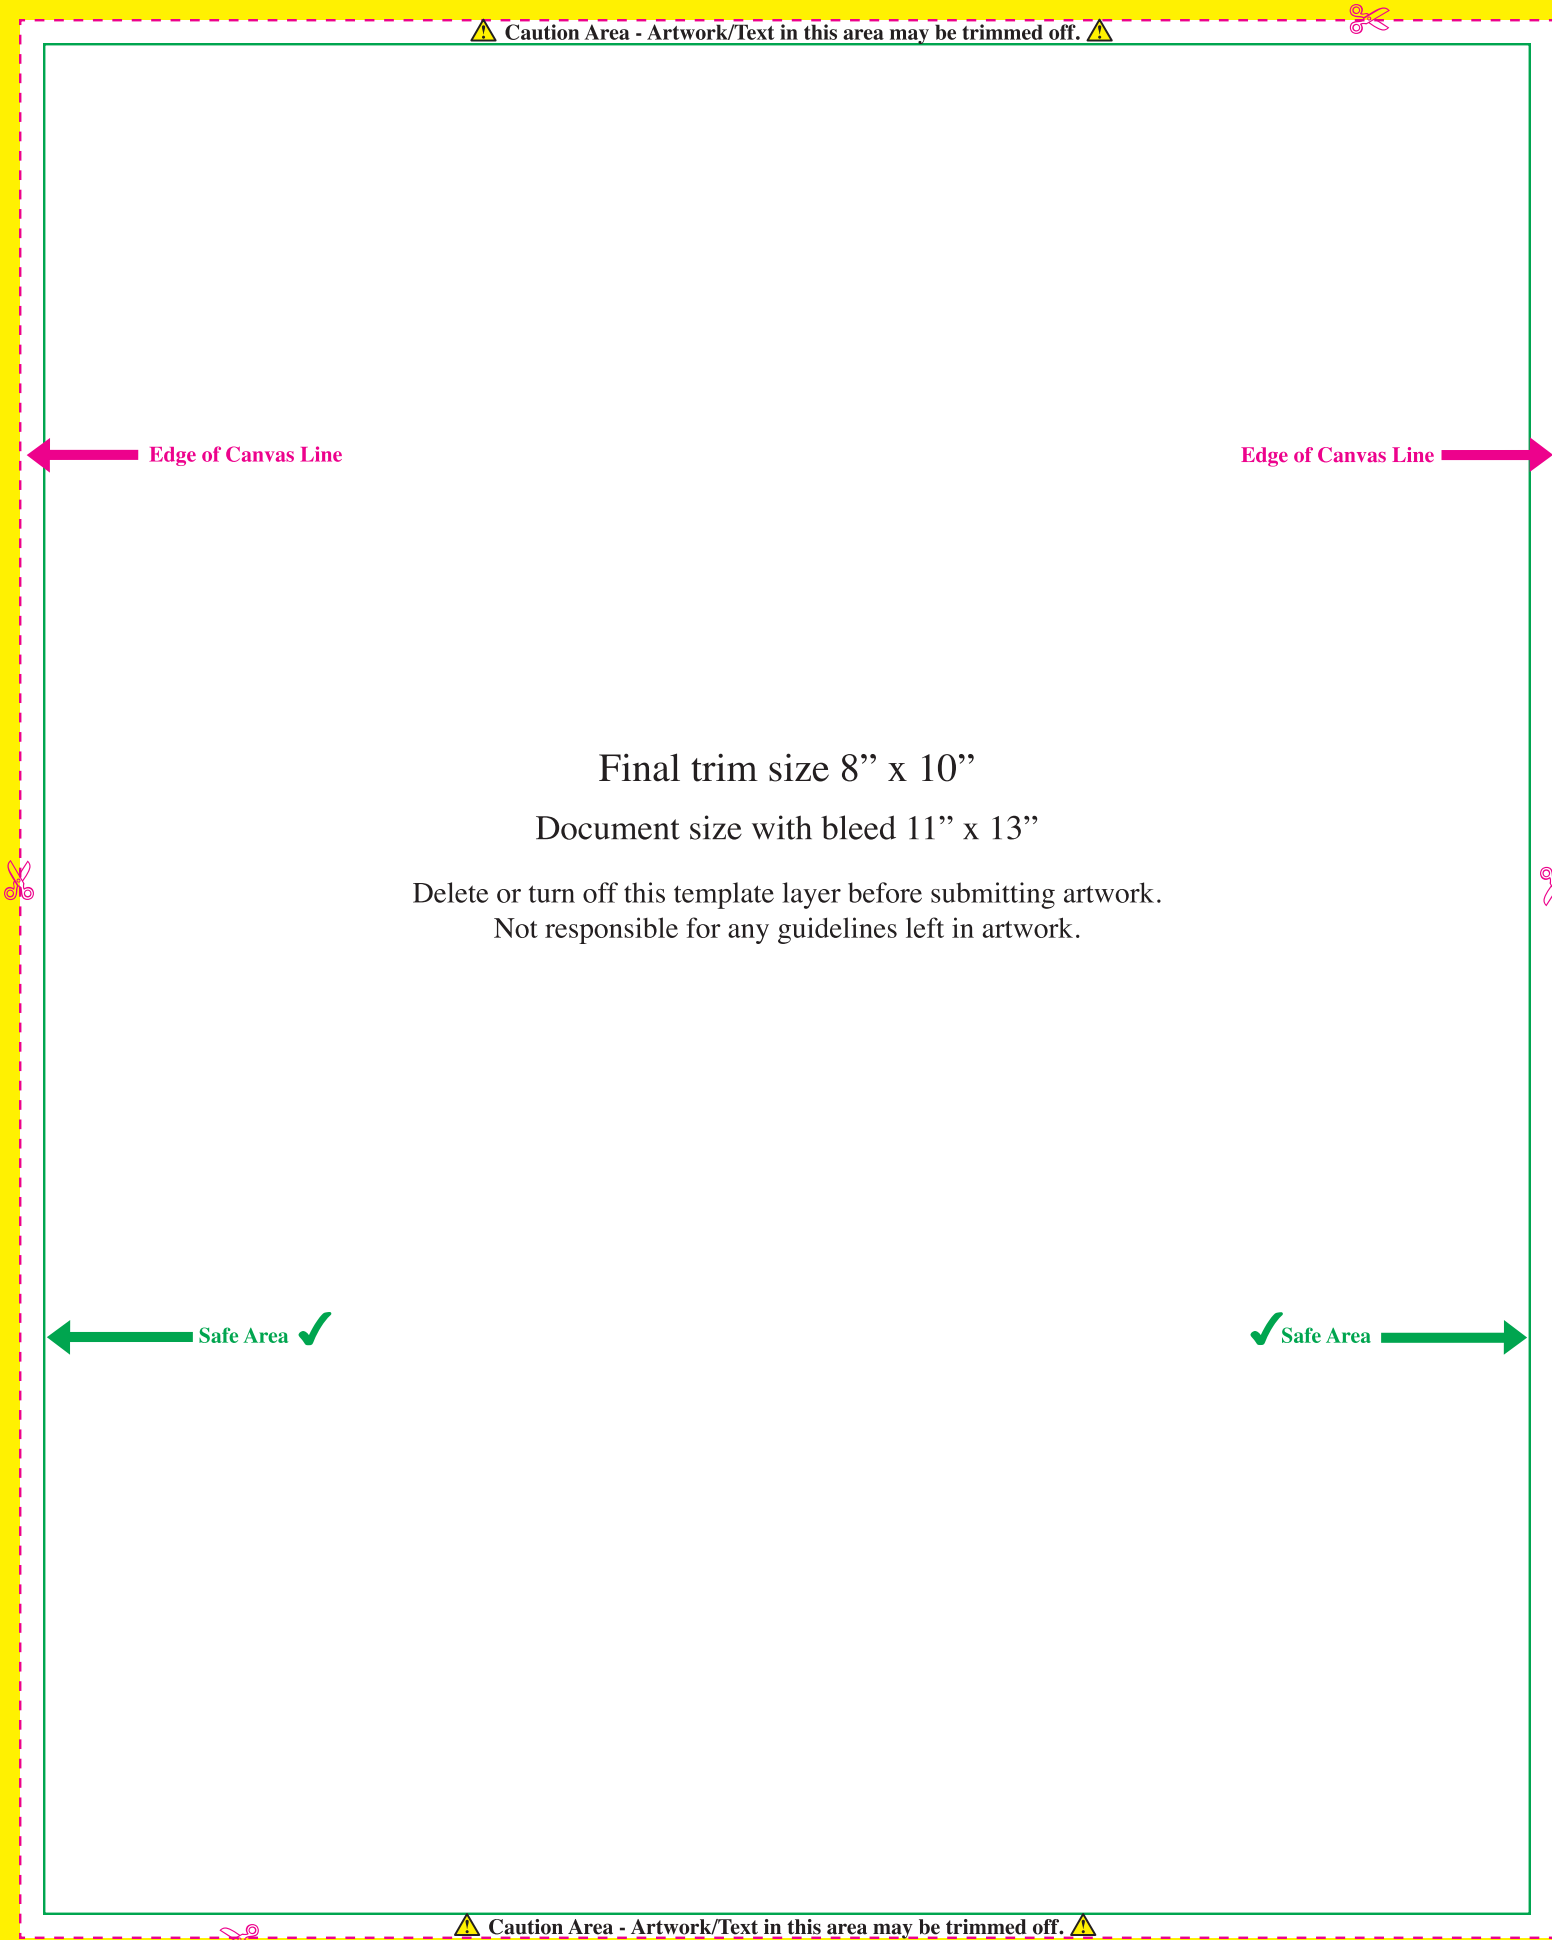 Caution Area - Artwork/Text in this area may be trimmed off.
Edge of Canvas Line
Edge of Canvas Line
Final trim size 8” x 10”
Document size with bleed 11” x 13”
Delete or turn off this template layer before submitting artwork.
Not responsible for any guidelines left in artwork.
Safe Area
Safe Area
Caution Area - Artwork/Text in this area may be trimmed off.